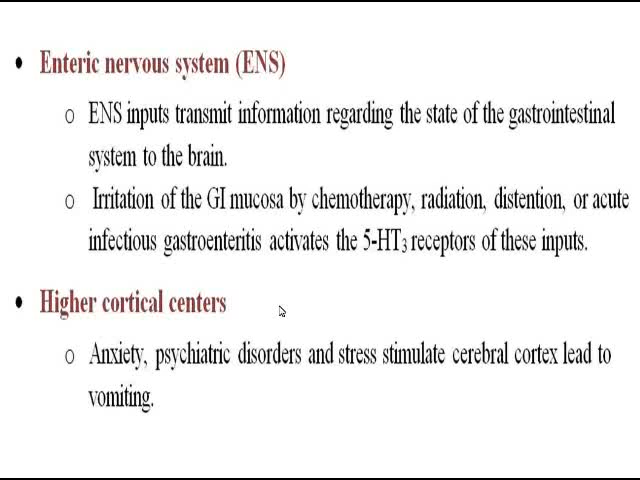 • Enteric nervous system (ENS)
o ENS inputs transmit information regarding the state of the gastrointestinal
system to the brain.
o Irritation of the GI mucosa by chemotherapy, radiation, distention, or acute
infectious gastroenteritis activates the 5-HT₃ receptors of these inputs.
• Higher cortical centers
o Anxiety, psychiatric disorders and stress stimulate cerebral cortex lead to
vomiting.